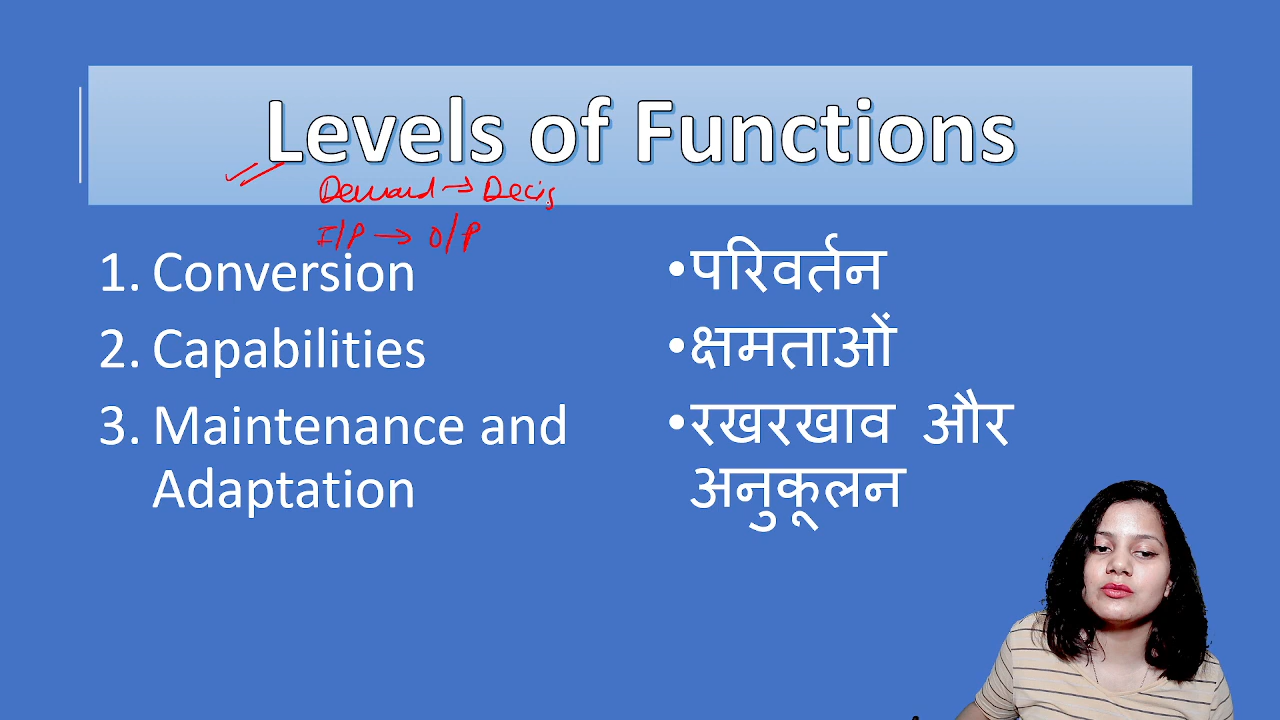 Levels of Functions
Demand → Decis
I/P → O/P
1. Conversion
2. Capabilities
3. Maintenance and
Adaptation
•परिवर्तन
•क्षमताओं
•रखरखाव और
अनुकूलन